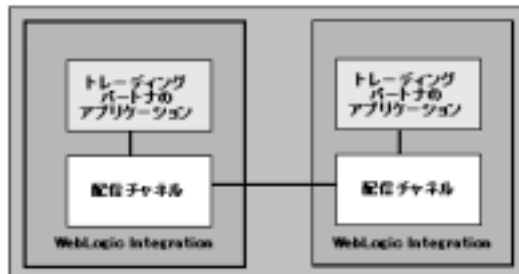 トレーディング
パートナの
アプリケーション
配信チャネル
WebLogic Integration
トレーディング
パートナの
アプリケーション
配信チャネル
WebLogic Integration